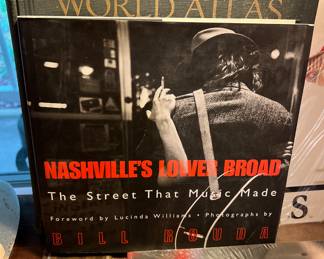 WORLD ATLAS
NASHVILLE'S LOWER BROAD
The Street That Music Made
Foreword by Lucinda Williams • Photographs by
BILL ROUDA
S